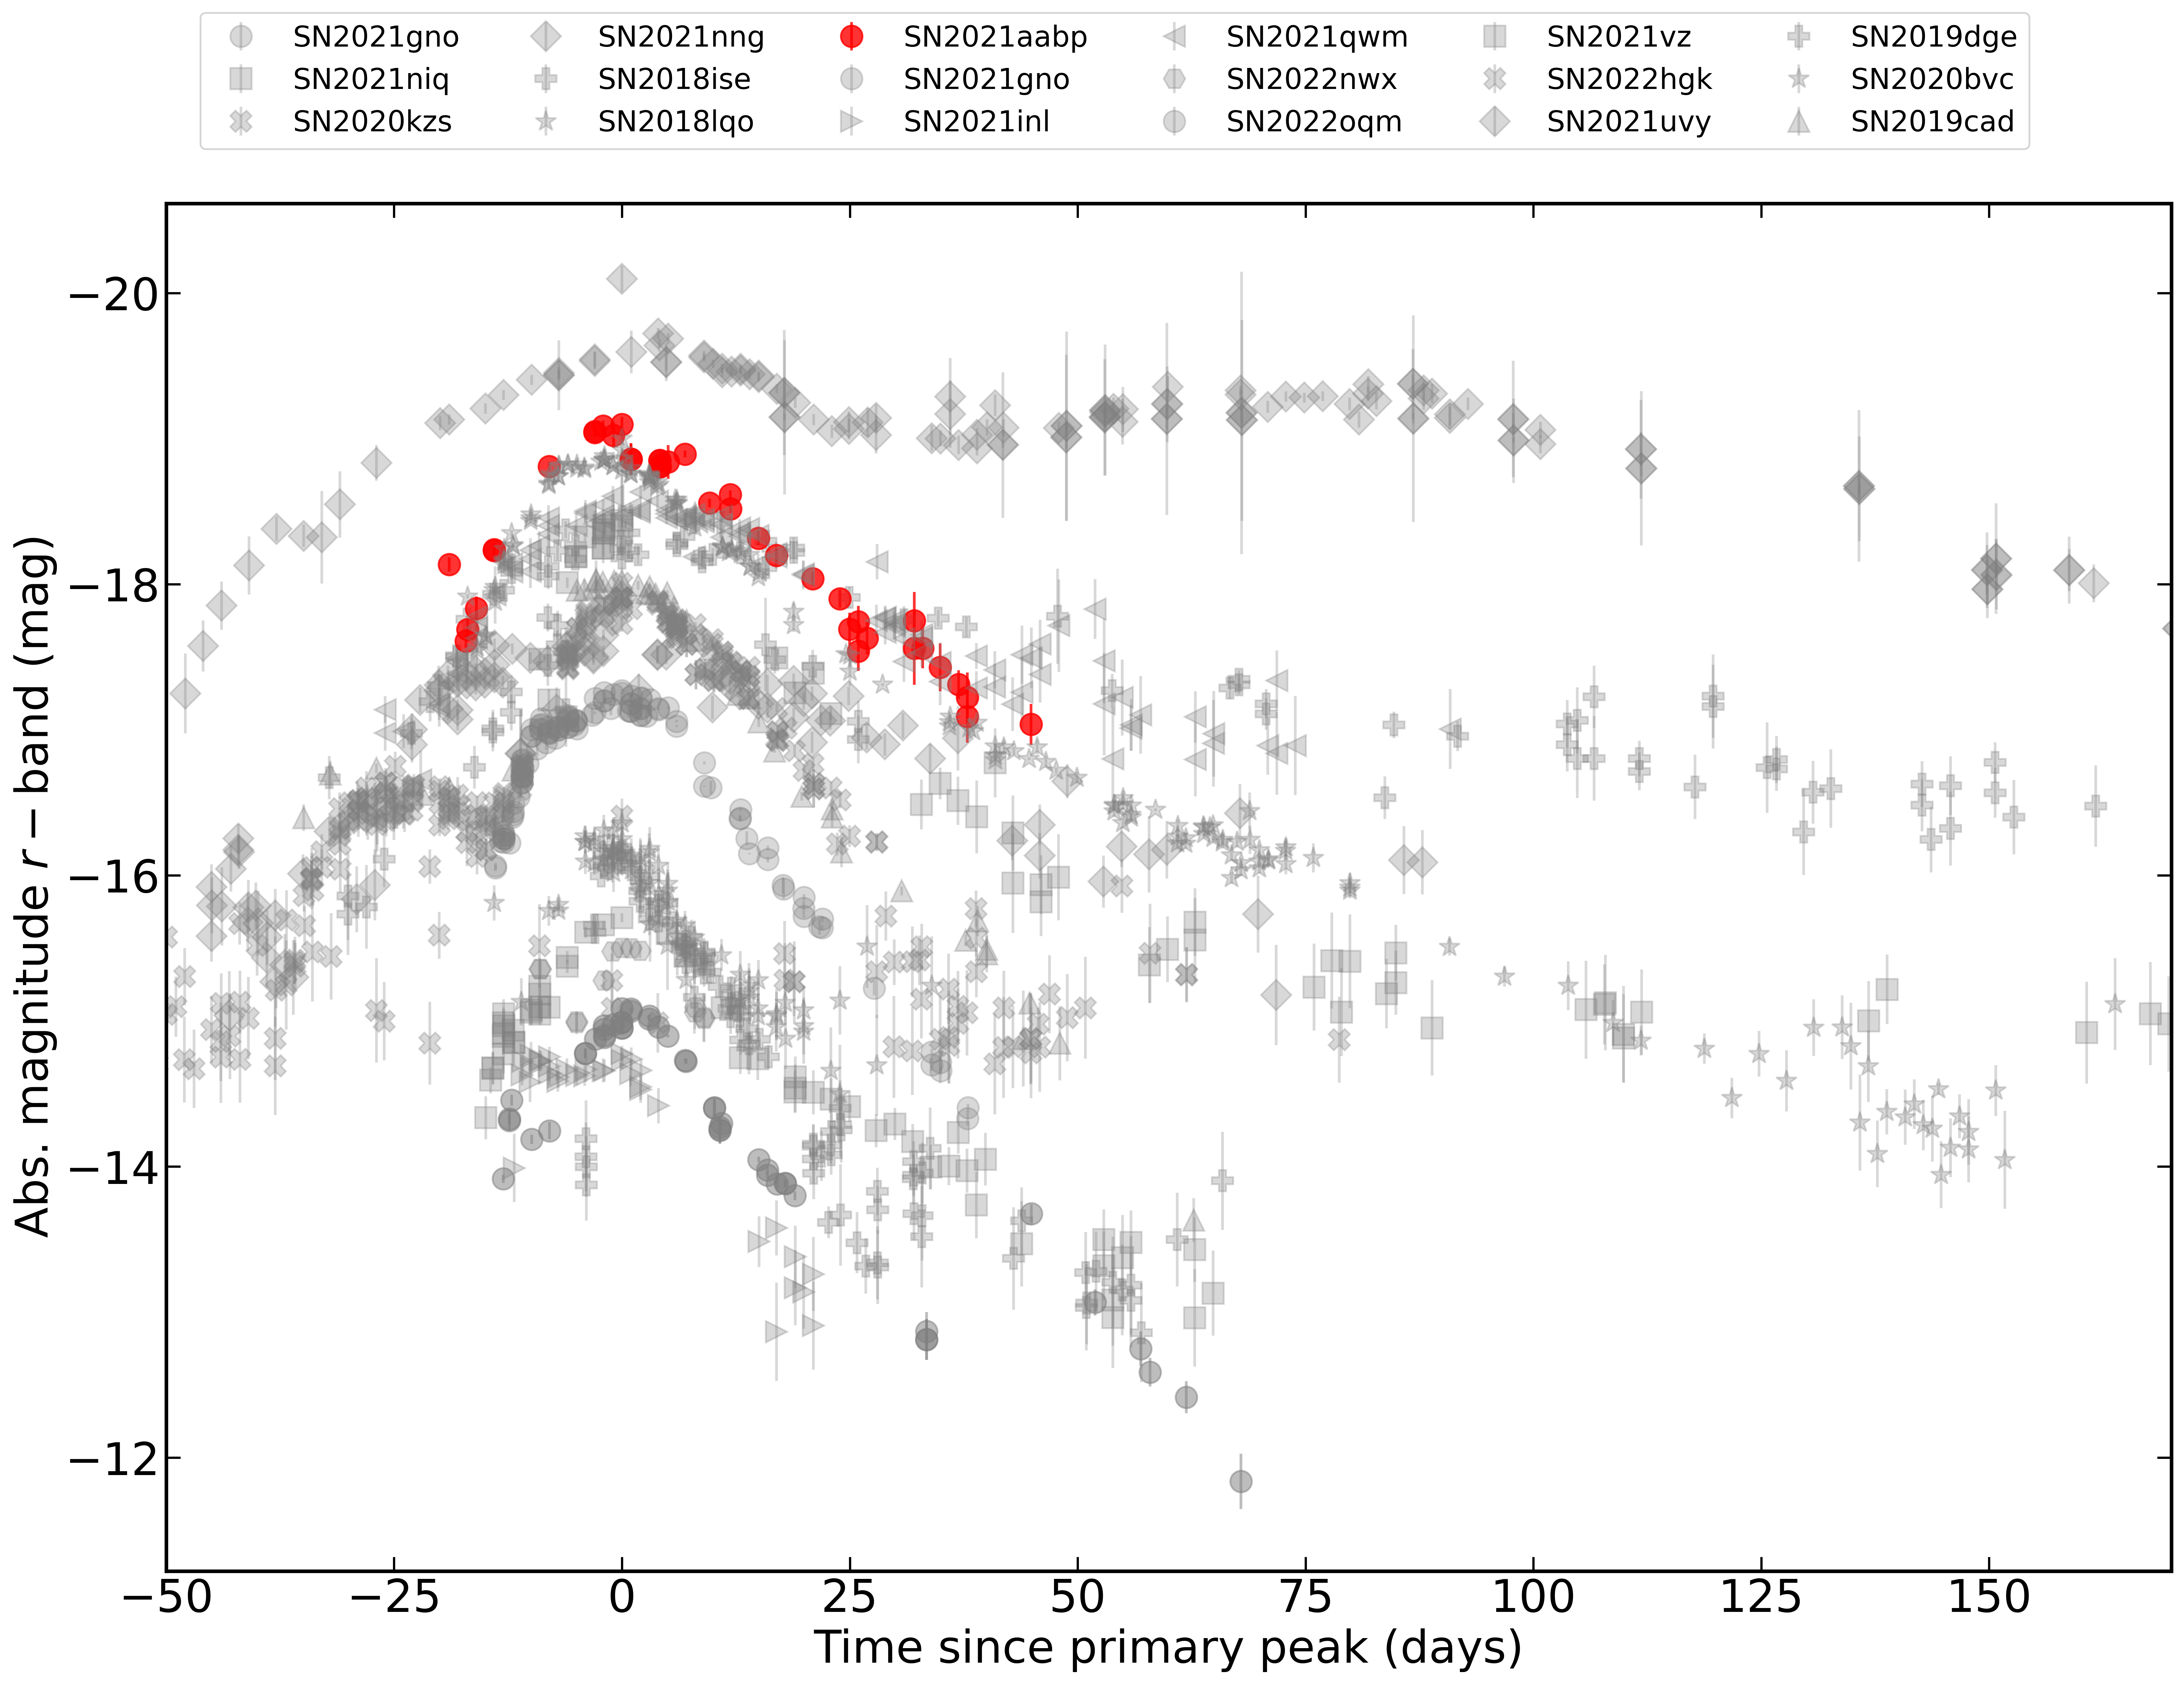 SN2021gno SN2021nng SN2021aabp SN2021qwm SN2021vz SN2019dge
SN2021niq SN2018ise SN2021gno SN2022nwx SN2022hgk SN2020bvc
SN2020kzs SN2018lqo SN2021inl SN2022oqm SN2021uvy SN2019cad
Abs. magnitude r − band (mag)
−20
−18
−16
−14
−12
−50 −25 0 25 50 75 100 125 150
Time since primary peak (days)